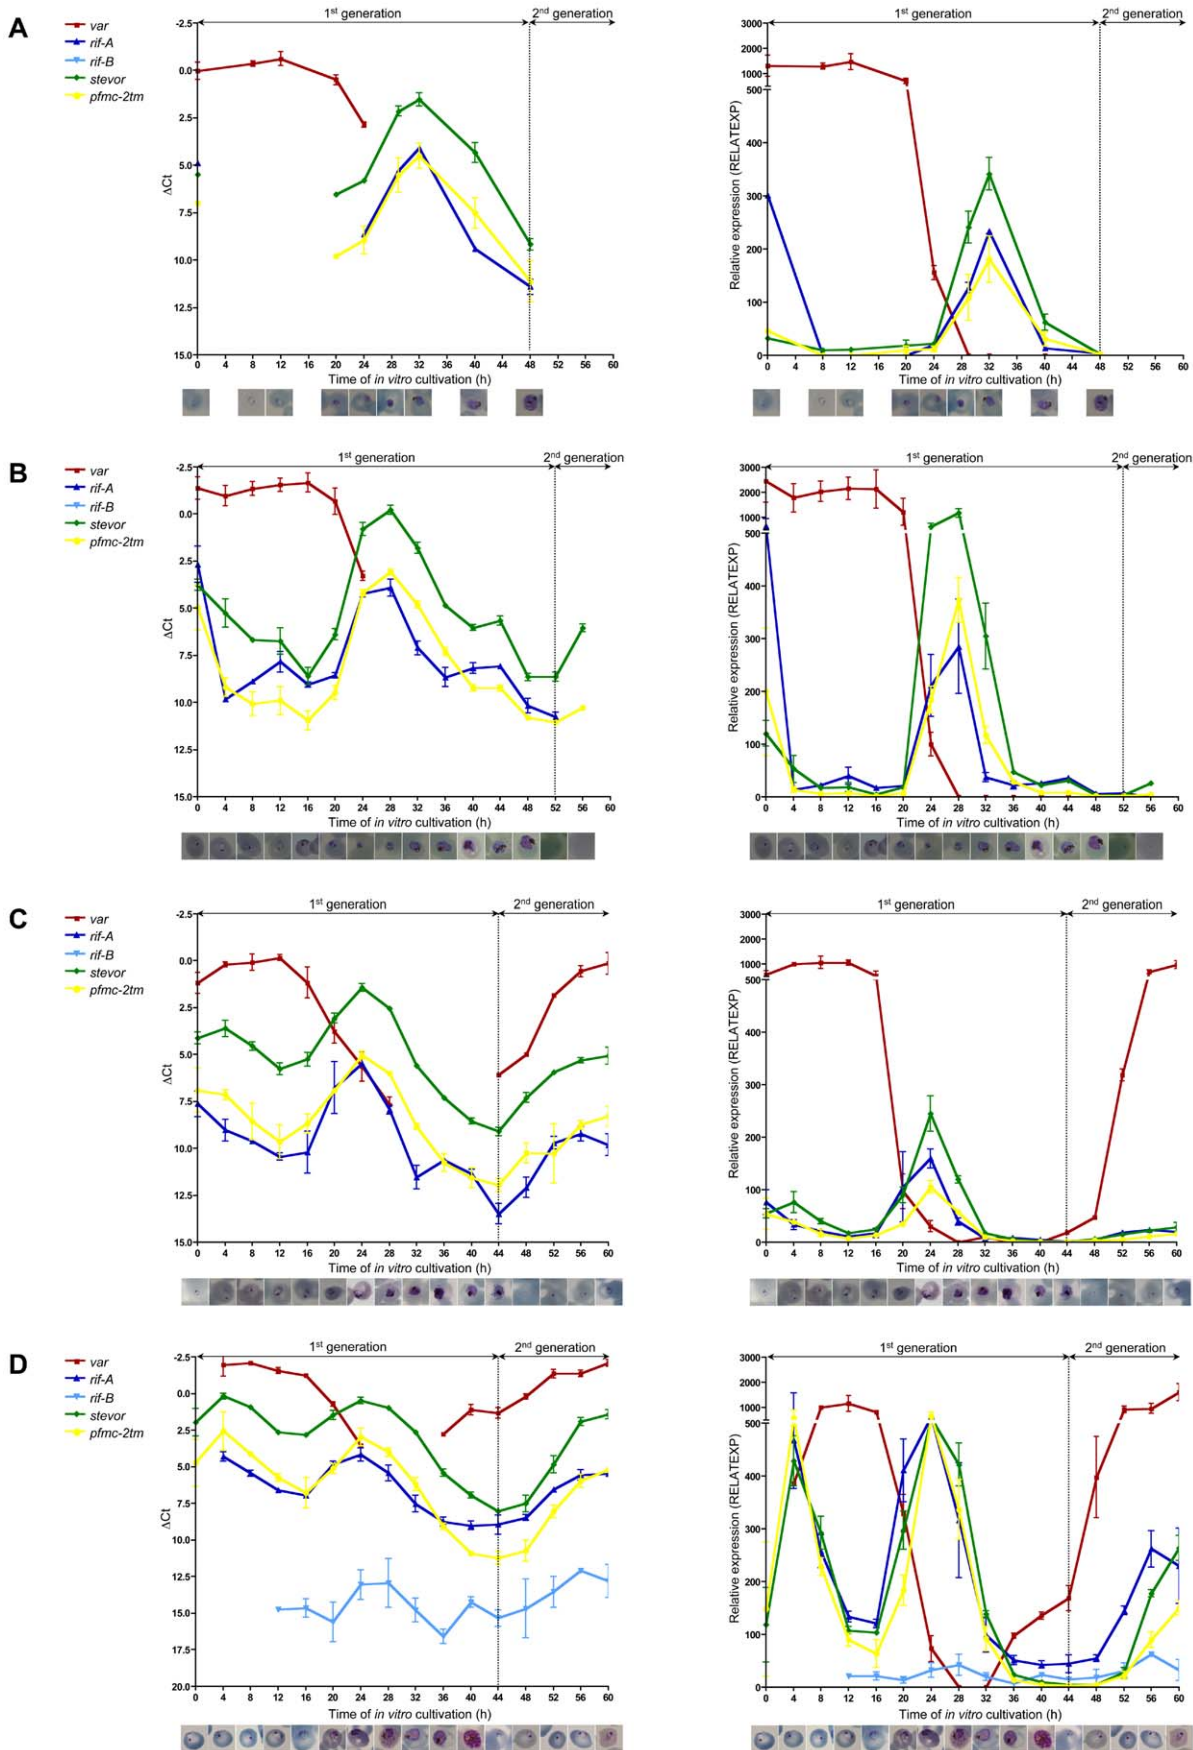 A
var
rif-A
rif-B
stevor
pfmc-2tm
1st generation 2nd generation
ΔCt
-2.5
0.0
2.5
5.0
7.5
10.0
12.5
15.0
0 4 8 12 16 20 24 28 32 36 40 44 48 52 56 60
Time of in vitro cultivation (h)
1st generation 2nd generation
Relative expression (RELATEXP)
3000
2000
1000
500
400
300
200
100
0
0 4 8 12 16 20 24 28 32 36 40 44 48 52 56 60
Time of in vitro cultivation (h)
B
var
rif-A
rif-B
stevor
pfmc-2tm
1st generation 2nd generation
ΔCt
-2.5
0.0
2.5
5.0
7.5
10.0
12.5
15.0
0 4 8 12 16 20 24 28 32 36 40 44 48 52 56 60
Time of in vitro cultivation (h)
1st generation 2nd generation
Relative expression (RELATEXP)
3000
2000
1000
500
400
300
200
100
0
0 4 8 12 16 20 24 28 32 36 40 44 48 52 56 60
Time of in vitro cultivation (h)
C
var
rif-A
rif-B
stevor
pfmc-2tm
1st generation 2nd generation
ΔCt
-2.5
0.0
2.5
5.0
7.5
10.0
12.5
15.0
0 4 8 12 16 20 24 28 32 36 40 44 48 52 56 60
Time of in vitro cultivation (h)
1st generation 2nd generation
Relative expression (RELATEXP)
3000
2000
1000
500
400
300
200
100
0
0 4 8 12 16 20 24 28 32 36 40 44 48 52 56 60
Time of in vitro cultivation (h)
D
var
rif-A
rif-B
stevor
pfmc-2tm
1st generation 2nd generation
ΔCt
-2.5
0.0
2.5
5.0
7.5
10.0
12.5
15.0
17.5
20.0
0 4 8 12 16 20 24 28 32 36 40 44 48 52 56 60
Time of in vitro cultivation (h)
1st generation 2nd generation
Relative expression (RELATEXP)
3000
2000
1000
500
400
300
200
100
0
0 4 8 12 16 20 24 28 32 36 40 44 48 52 56 60
Time of in vitro cultivation (h)